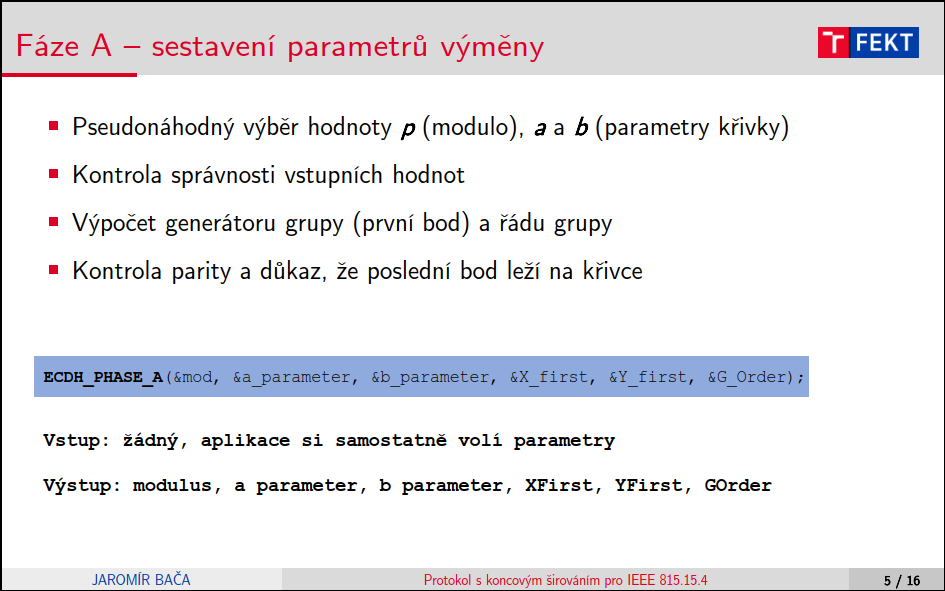 Fáze A – sestavení parametrů výměny
T FEKT
Pseudonáhodný výběr hodnoty p (modulo), a a b (parametry křivky)
Kontrola správnosti vstupních hodnot
Výpočet generátoru grupy (první bod) a řádu grupy
Kontrola parity a důkaz, že poslední bod leží na křivce
ECDH_PHASE_A(&mod, &a_parameter, &b_parameter, &X_first, &Y_first, &G_Order);
Vstup: žádný, aplikace si samostatně volí parametry
Výstup: modulus, a parameter, b parameter, XFirst, YFirst, GOrder
JAROMÍR BAČA
Protokol s koncovým širováním pro IEEE 815.15.4
5 / 16